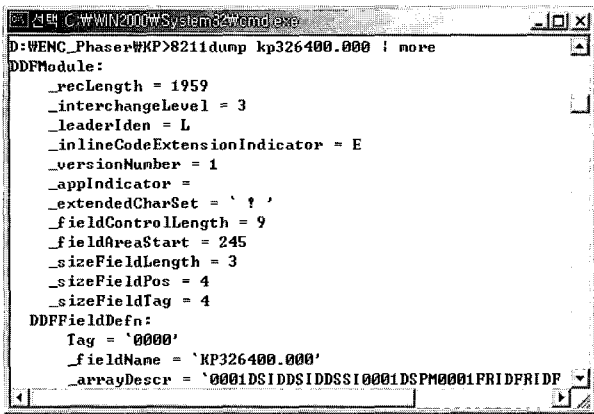 선택 C:\WIN2000\System32\cmd.exe
D:\ENC_Phaser\KP>8211dump kp326400.000 | more
DDFModule:
    _recLength = 1959
    _interchangeLevel = 3
    _leaderIden = L
    _inlineCodeExtensionIndicator = E
    _versionNumber = 1
    _appIndicator =
    _extendedCharSet = ` ! '
    _fieldControlLength = 9
    _fieldAreaStart = 245
    _sizeFieldLength = 3
    _sizeFieldPos = 4
    _sizeFieldTag = 4
  DDFFieldDefn:
      Tag = `0000'
      _fieldName = `KP326400.000'
      _arrayDescr = `0001DSIDDSIDDSSI0001DSPM0001FRIDFRIDF